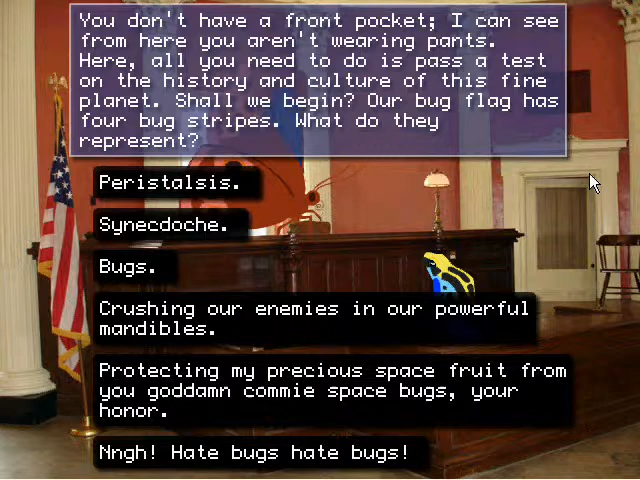 You don't have a front pocket; I can see
from here you aren't wearing pants.
Here, all you need to do is pass a test
on the history and culture of this fine
planet. Shall we begin? Our bug flag has
four bug stripes. What do they
represent?
Peristalsis.
Synecdoche.
Bugs.
Crushing our enemies in our powerful
mandibles.
Protecting my precious space fruit from
you goddamn commie space bugs, your
honor.
Nngh! Hate bugs hate bugs!